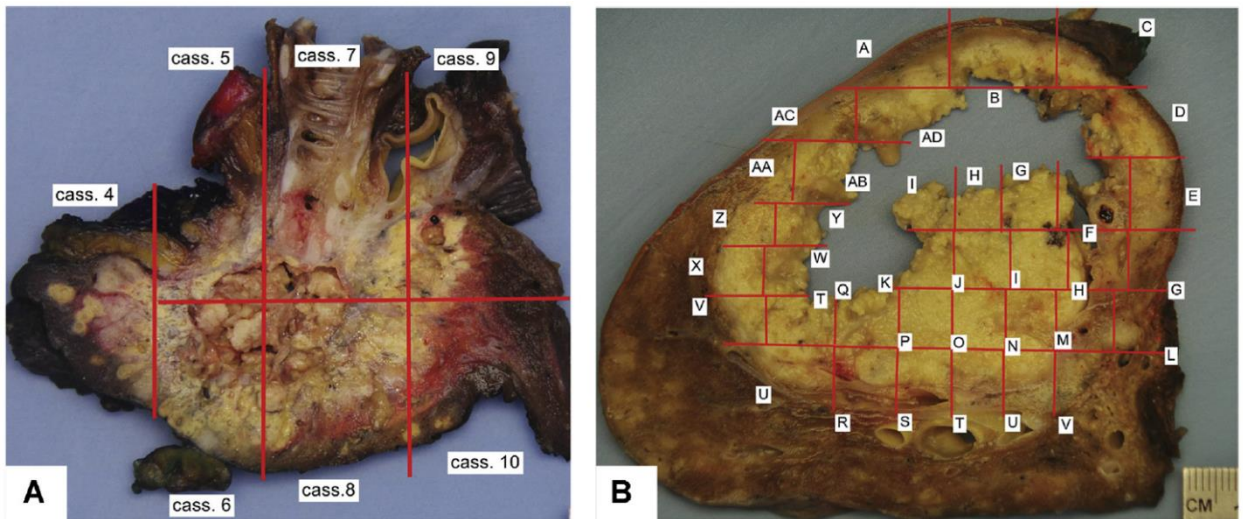 cass. 5
cass. 7
cass. 9
cass. 4
cass. 10
cass.8
cass. 6
A
A
C
B
D
AC
AD
AA
AB
I
H
G
E
Z
Y
F
X
W
K
J
I
H
G
V
T
Q
P
O
N
M
L
U
R
S
T
U
V
B
CM